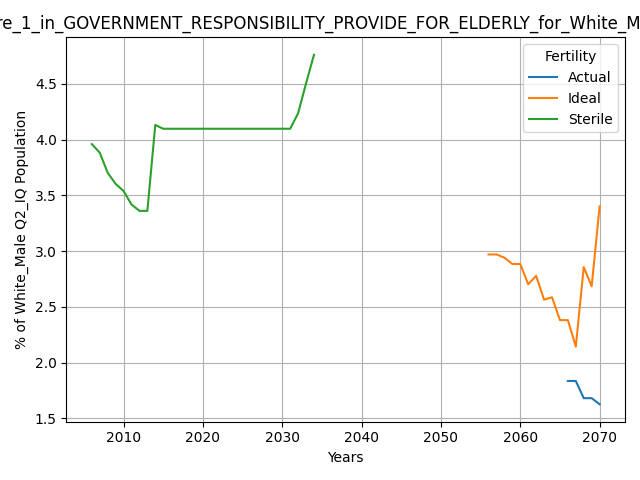 re_1_in_GOVERNMENT_RESPONSIBILITY_PROVIDE_FOR_ELDERLY_for_White_M
Fertility
Actual
Ideal
Sterile
% of White_Male Q2_IQ Population
4.5
4.0
3.5
3.0
2.5
2.0
1.5
2010 2020 2030 2040 2050 2060 2070
Years